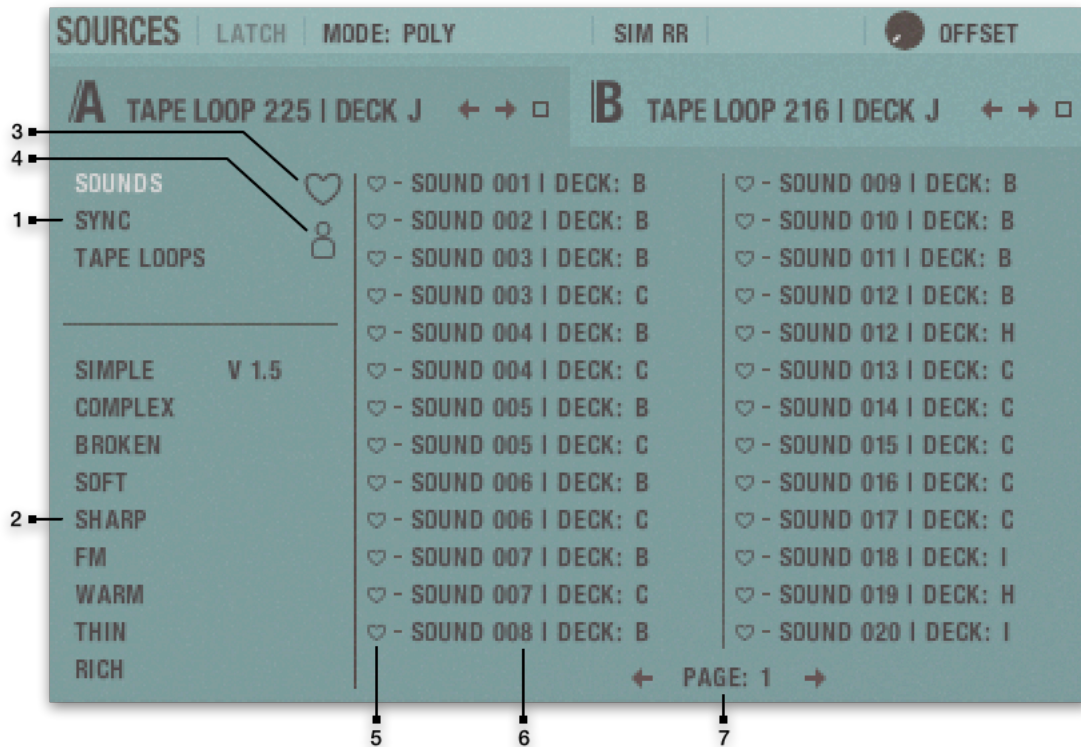 SOURCES LATCH MODE: POLY SIM RR OFFSET
A TAPE LOOP 225 | DECK J ← → □
B TAPE LOOP 216 | DECK J ← → □
3
4
1
2
SOUNDS
SYNC
TAPE LOOPS
SIMPLE V 1.5
COMPLEX
BROKEN
SOFT
SHARP
FM
WARM
THIN
RICH
♡ - SOUND 001 | DECK: B
♡ - SOUND 002 | DECK: B
♡ - SOUND 003 | DECK: B
♡ - SOUND 003 | DECK: C
♡ - SOUND 004 | DECK: B
♡ - SOUND 004 | DECK: C
♡ - SOUND 005 | DECK: B
♡ - SOUND 005 | DECK: C
♡ - SOUND 006 | DECK: B
♡ - SOUND 006 | DECK: C
♡ - SOUND 007 | DECK: B
♡ - SOUND 007 | DECK: C
♡ - SOUND 008 | DECK: B
♡ - SOUND 009 | DECK: B
♡ - SOUND 010 | DECK: B
♡ - SOUND 011 | DECK: B
♡ - SOUND 012 | DECK: B
♡ - SOUND 012 | DECK: H
♡ - SOUND 013 | DECK: C
♡ - SOUND 014 | DECK: C
♡ - SOUND 015 | DECK: C
♡ - SOUND 016 | DECK: C
♡ - SOUND 017 | DECK: C
♡ - SOUND 018 | DECK: I
♡ - SOUND 019 | DECK: H
♡ - SOUND 020 | DECK: I
← PAGE: 1 →
5 6 7